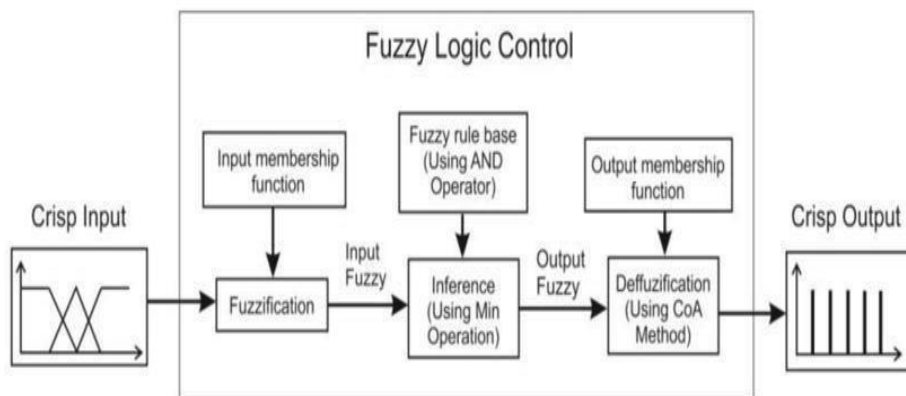 Fuzzy Logic Control
Input membership
function
Fuzzy rule base
(Using AND
Operator)
Output membership
function
Crisp Input
Crisp Output
Input
Fuzzy
Output
Fuzzy
Fuzzification
Inference
(Using Min
Operation)
Deffuzification
(Using CoA
Method)